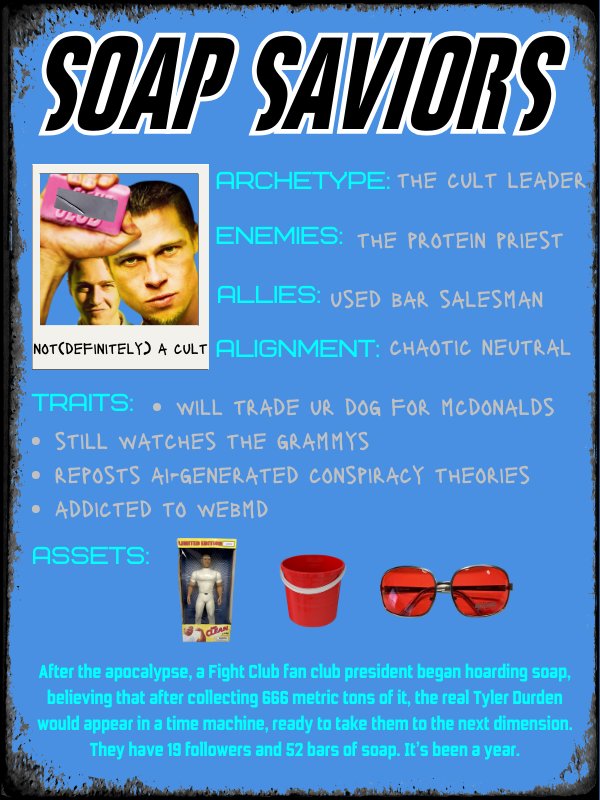 SOAP SAVIORS
ARCHETYPE: THE CULT LEADER
ENEMIES: THE PROTEIN PRIEST
ALLIES: USED BAR SALESMAN
NOT(DEFINITELY) A CULT
ALIGNMENT: CHAOTIC NEUTRAL
TRAITS: • WILL TRADE UR DOG FOR MCDONALDS
• STILL WATCHES THE GRAMMYS
• REPOSTS AI-GENERATED CONSPIRACY THEORIES
• ADDICTED TO WEBMD
ASSETS:
LIMITED EDITION
CLEAN
After the apocalypse, a Fight Club fan club president began hoarding soap,
believing that after collecting 666 metric tons of it, the real Tyler Durden
would appear in a time machine, ready to take them to the next dimension.
They have 19 followers and 52 bars of soap. It's been a year.